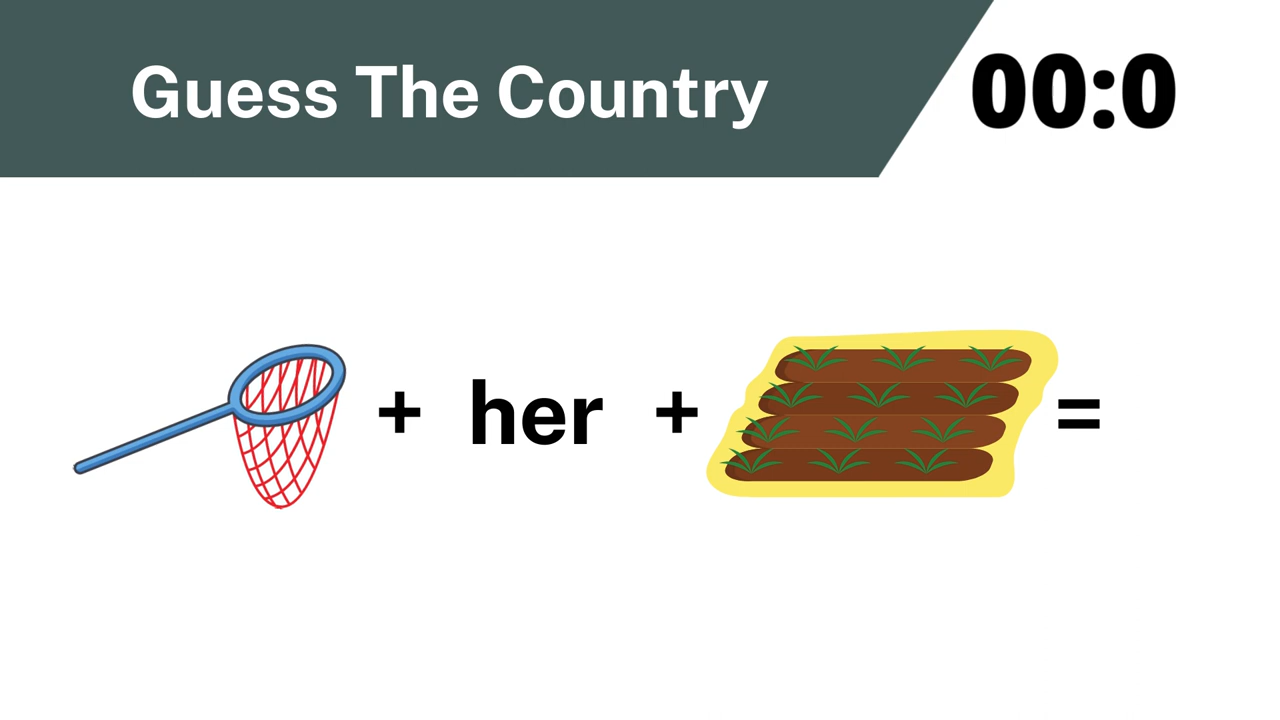 Guess The Country
00:0
+ her + =